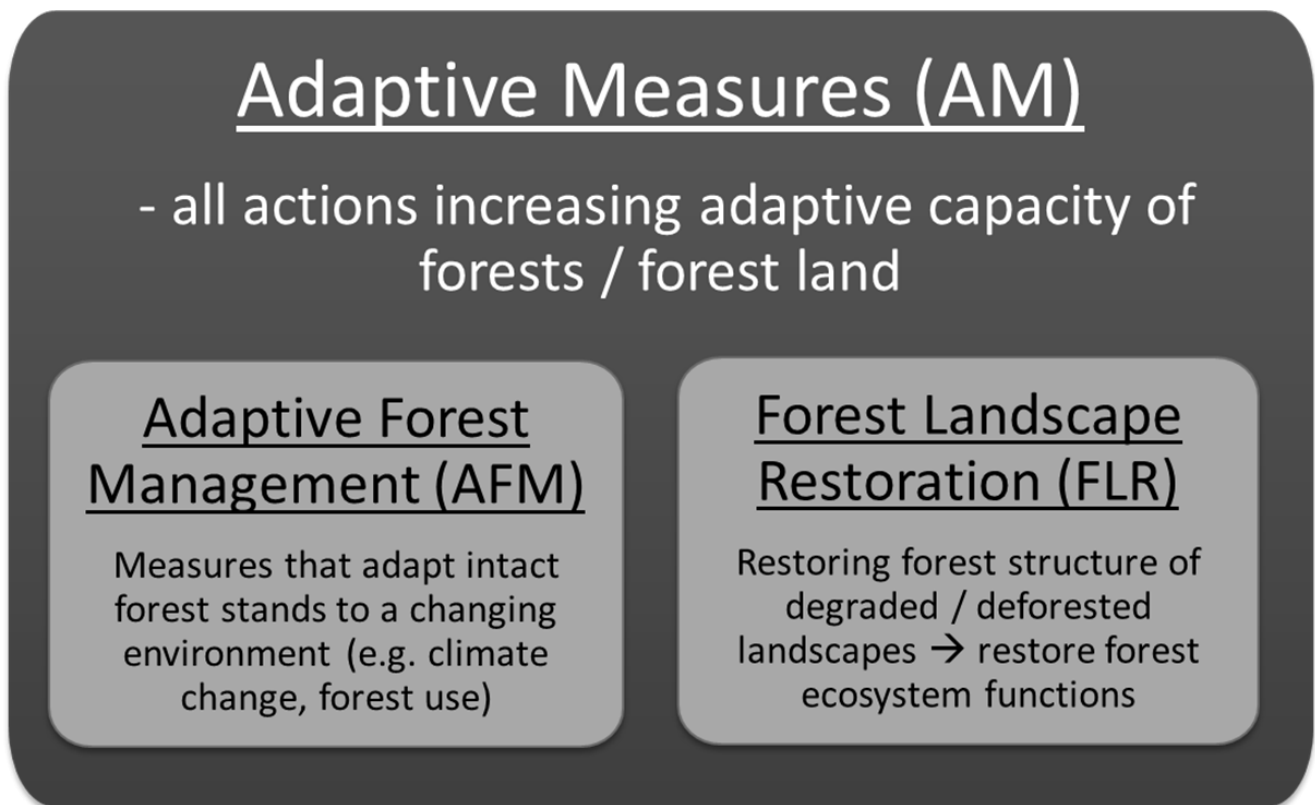 Adaptive Measures (AM)
- all actions increasing adaptive capacity of
forests / forest land
Adaptive Forest
Management (AFM)
Measures that adapt intact
forest stands to a changing
environment (e.g. climate
change, forest use)
Forest Landscape
Restoration (FLR)
Restoring forest structure of
degraded / deforested
landscapes → restore forest
ecosystem functions